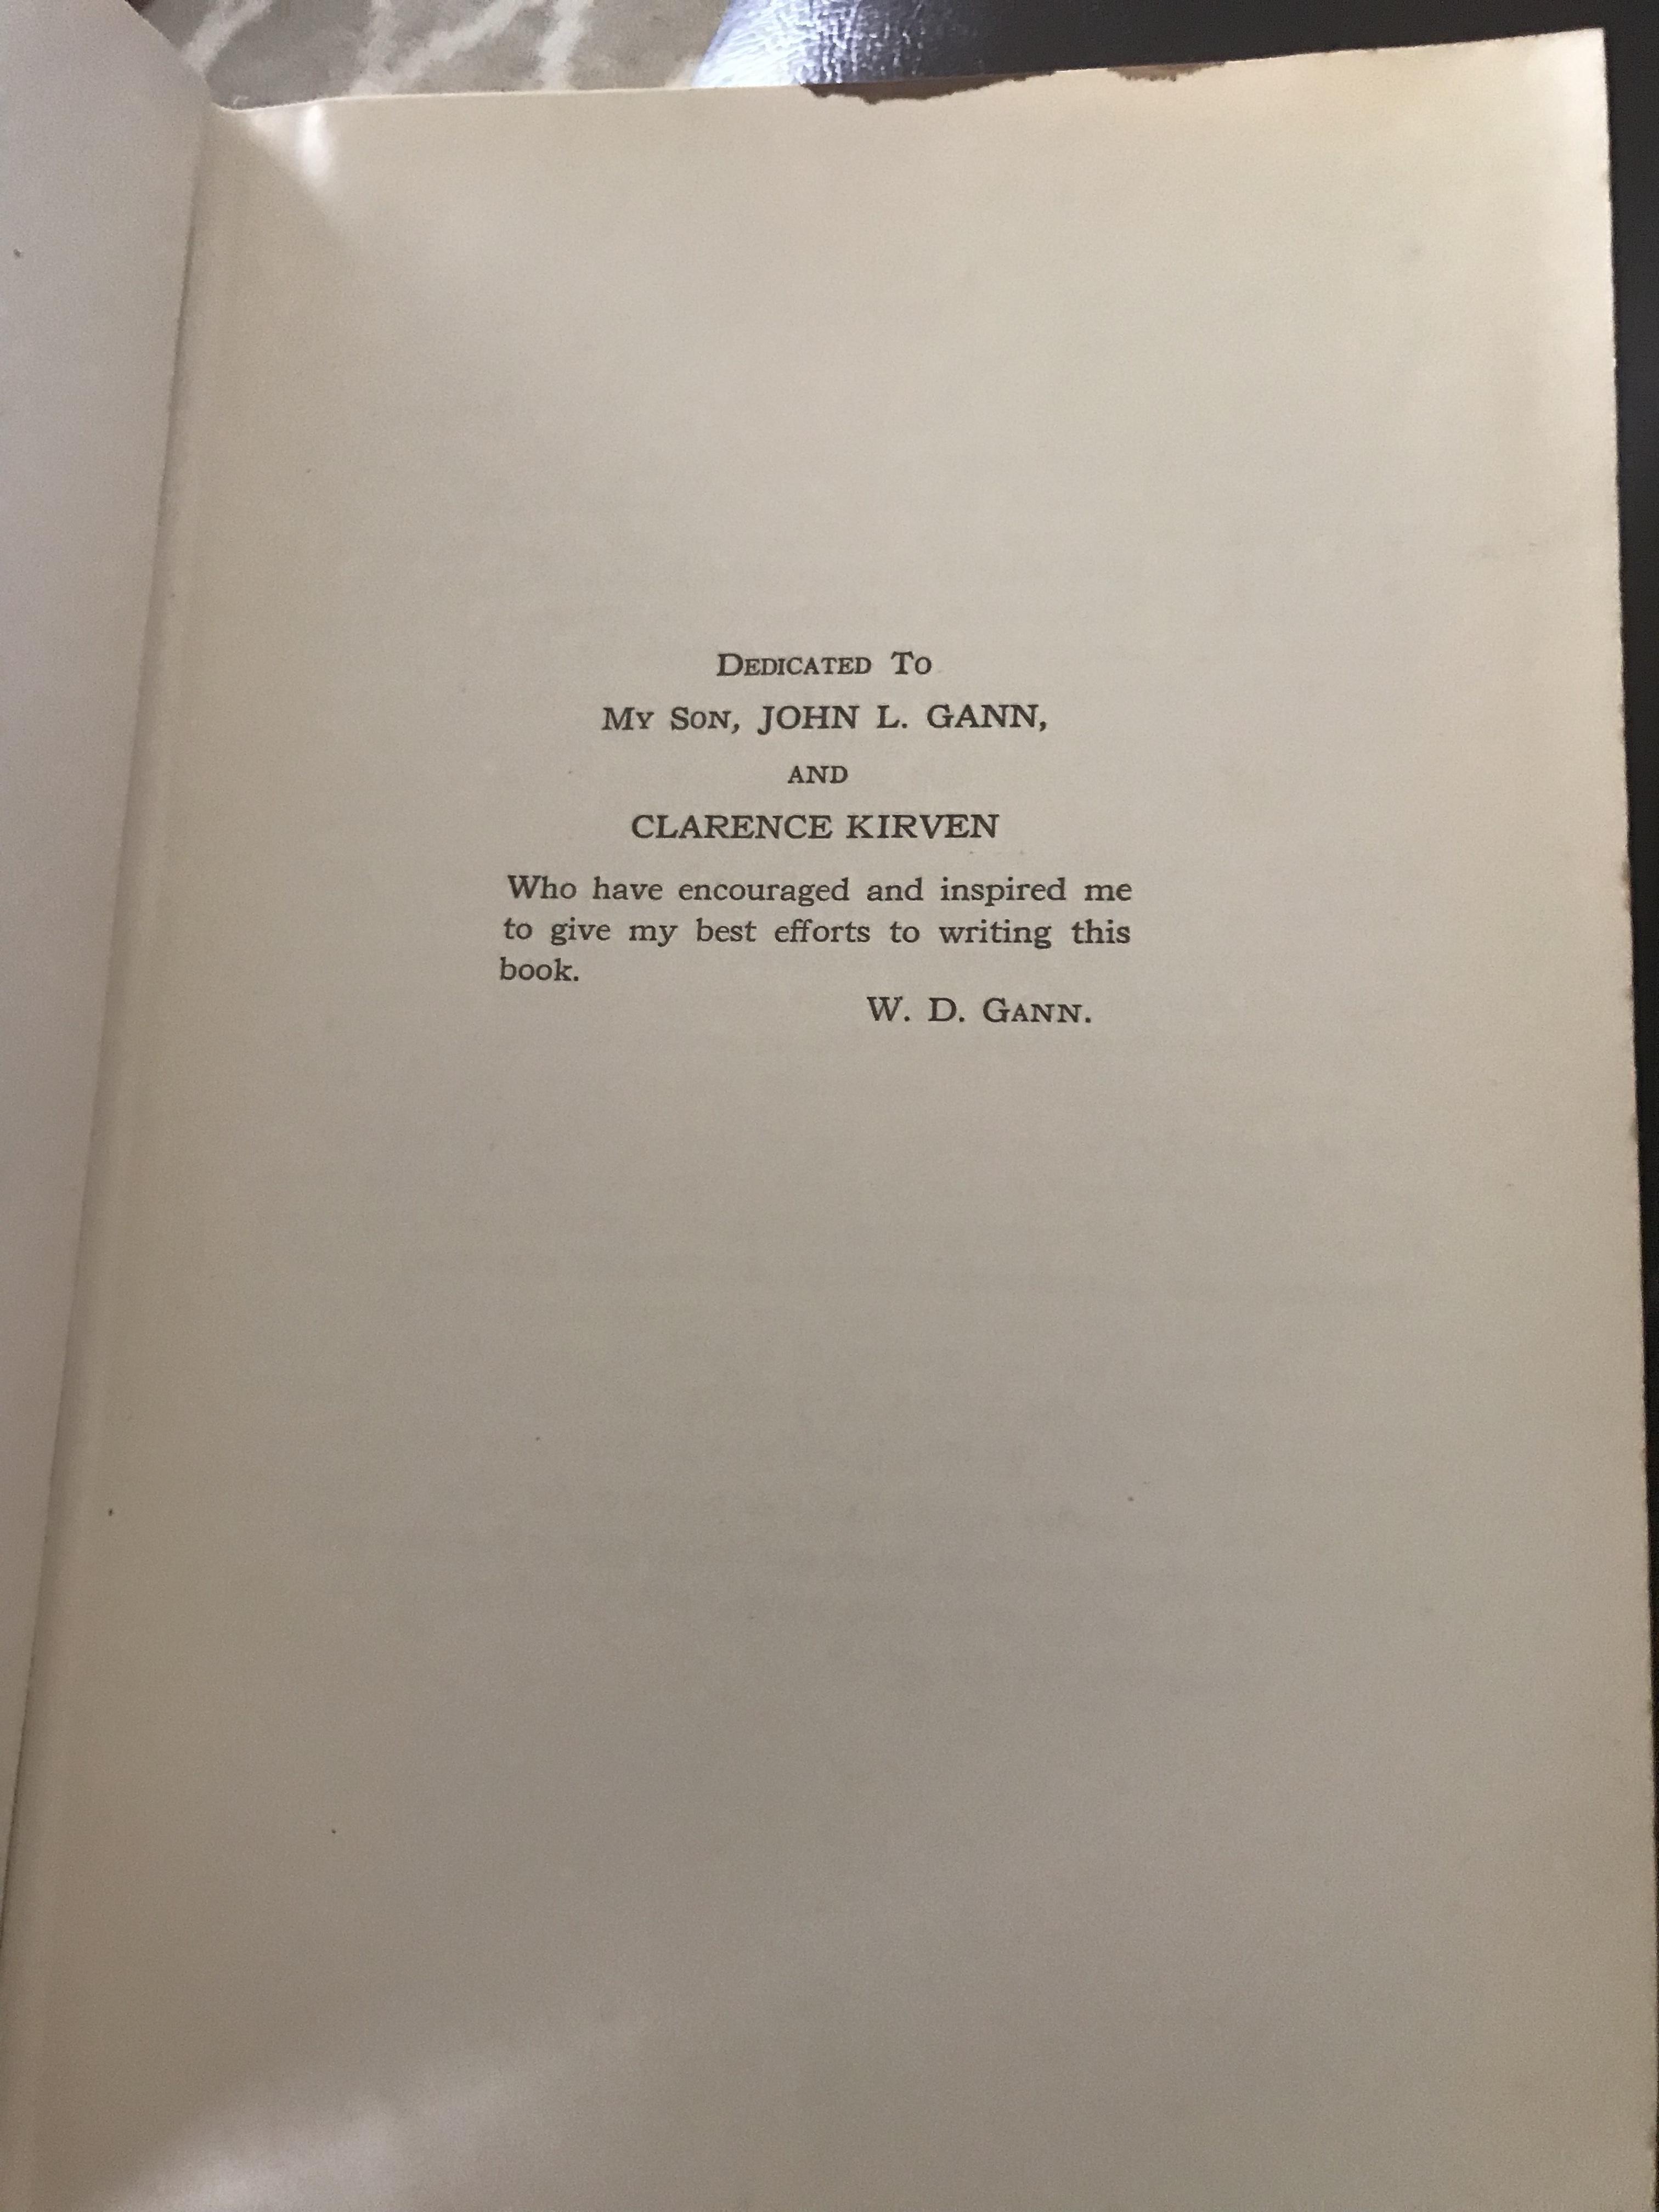 Dedicated To
My Son, JOHN L. GANN,
AND
CLARENCE KIRVEN
Who have encouraged and inspired me
to give my best efforts to writing this
book.
W. D. Gann.